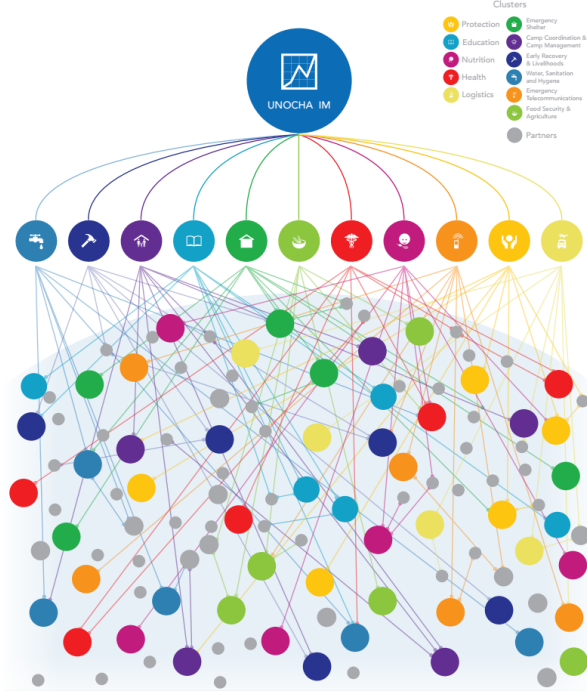 Clusters
Protection
Education
Nutrition
Health
Logistics
Emergency
Shelter
Camp Coordination &
Camp Management
Early Recovery
& Livelihoods
Water, Sanitation
and Hygene
Emergency
Telecommunications
Food Security &
Agriculture
Partners
UNOCHA IM